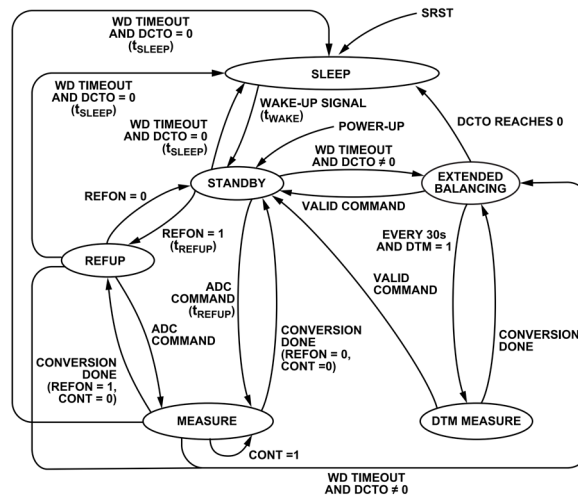 WD TIMEOUT
AND DCTO = 0
(tSLEEP)
SRST
SLEEP
WD TIMEOUT
AND DCTO = 0
(tSLEEP)
WAKE-UP SIGNAL
(tWAKE)
WD TIMEOUT
AND DCTO = 0
(tSLEEP)
POWER-UP
DCTO REACHES 0
WD TIMEOUT
AND DCTO ≠ 0
STANDBY
EXTENDED
BALANCING
VALID COMMAND
REFON = 0
REFON = 1
(tREFUP)
EVERY 30s
AND DTM = 1
REFUP
VALID
COMMAND
ADC
COMMAND
(tREFUP)
ADC
COMMAND
CONVERSION
DONE
(REFON = 0,
CONT =0)
CONVERSION
DONE
CONVERSION
DONE
(REFON = 1,
CONT = 0)
MEASURE
DTM MEASURE
CONT =1
WD TIMEOUT
AND DCTO ≠ 0